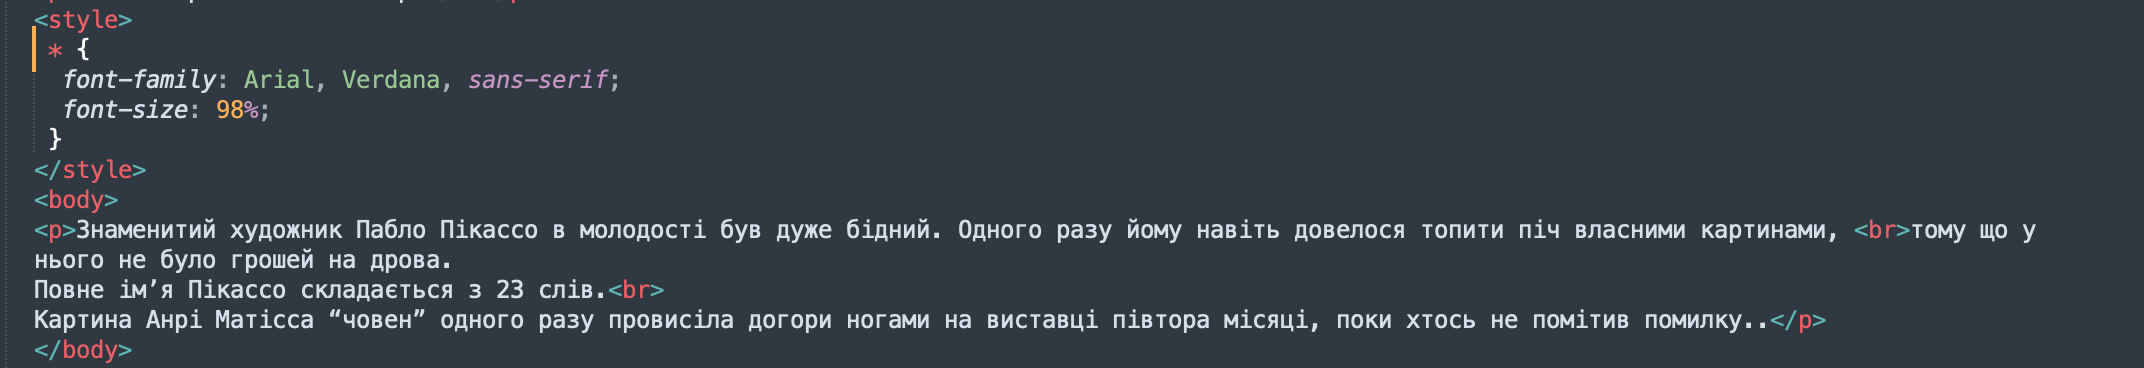 <style>
* {
font-family: Arial, Verdana, sans-serif;
font-size: 98%;
}
</style>
<body>
<p>Знаменитий художник Пабло Пікассо в молодості був дуже бідний. Одного разу йому навіть довелося топити піч власними картинами, <br>тому що у
нього не було грошей на дрова.
Повне ім’я Пікассо складається з 23 слів.<br>
Картина Анрі Матісса “човен” одного разу провисіла догори ногами на виставці півтора місяці, поки хтось не помітив помилку..</p>
</body>